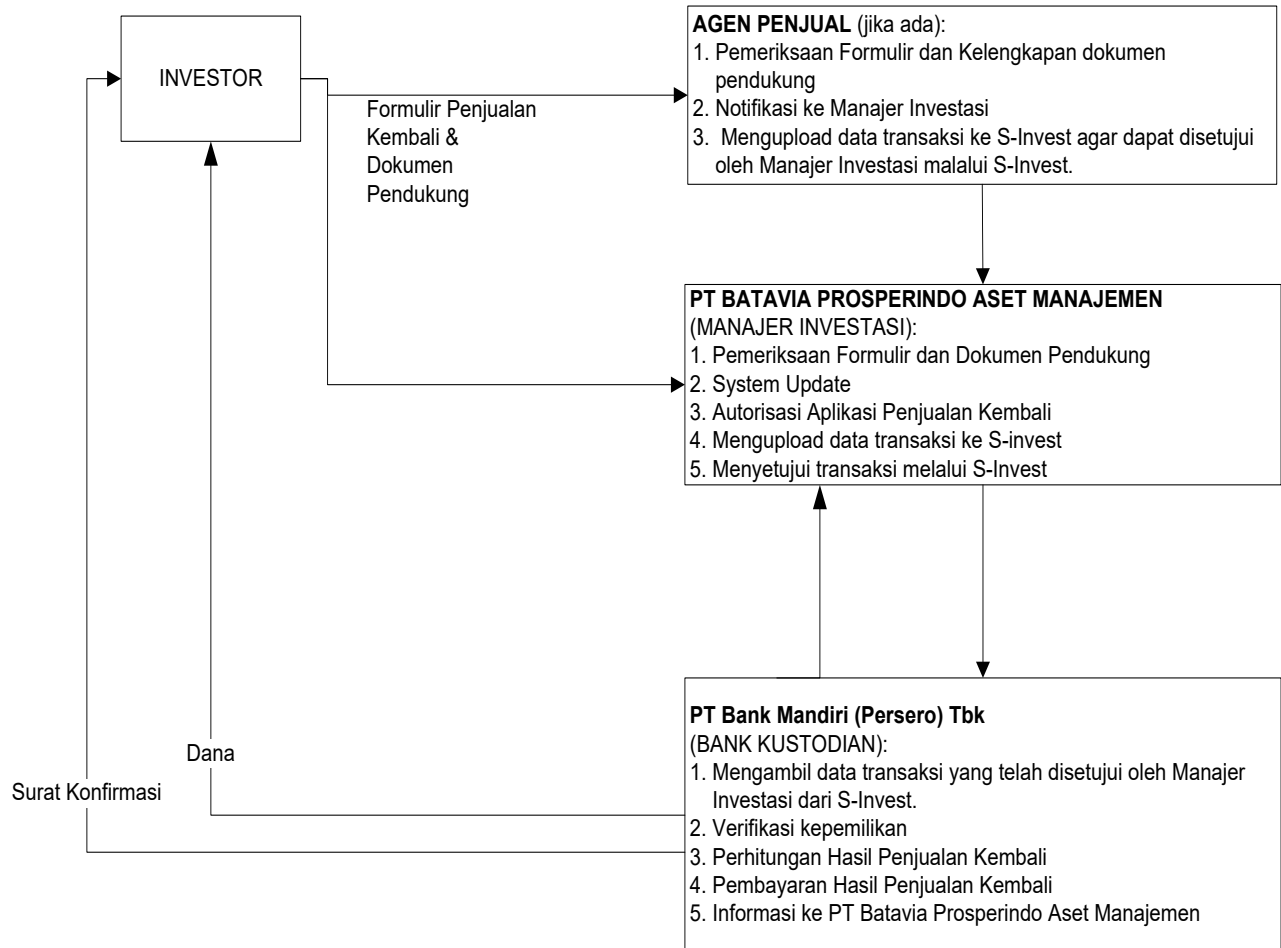 INVESTOR
Formulir Penjualan
Kembali &
Dokumen
Pendukung
AGEN PENJUAL (jika ada):
1. Pemeriksaan Formulir dan Kelengkapan dokumen
pendukung
2. Notifikasi ke Manajer Investasi
3. Mengupload data transaksi ke S-Invest agar dapat disetujui
oleh Manajer Investasi malalui S-Invest.
PT BATAVIA PROSPERINDO ASET MANAJEMEN
(MANAJER INVESTASI):
1. Pemeriksaan Formulir dan Dokumen Pendukung
2. System Update
3. Autorisasi Aplikasi Penjualan Kembali
4. Mengupload data transaksi ke S-invest
5. Menyetujui transaksi melalui S-Invest
Dana
Surat Konfirmasi
PT Bank Mandiri (Persero) Tbk
(BANK KUSTODIAN):
1. Mengambil data transaksi yang telah disetujui oleh Manajer
Investasi dari S-Invest.
2. Verifikasi kepemilikan
3. Perhitungan Hasil Penjualan Kembali
4. Pembayaran Hasil Penjualan Kembali
5. Informasi ke PT Batavia Prosperindo Aset Manajemen